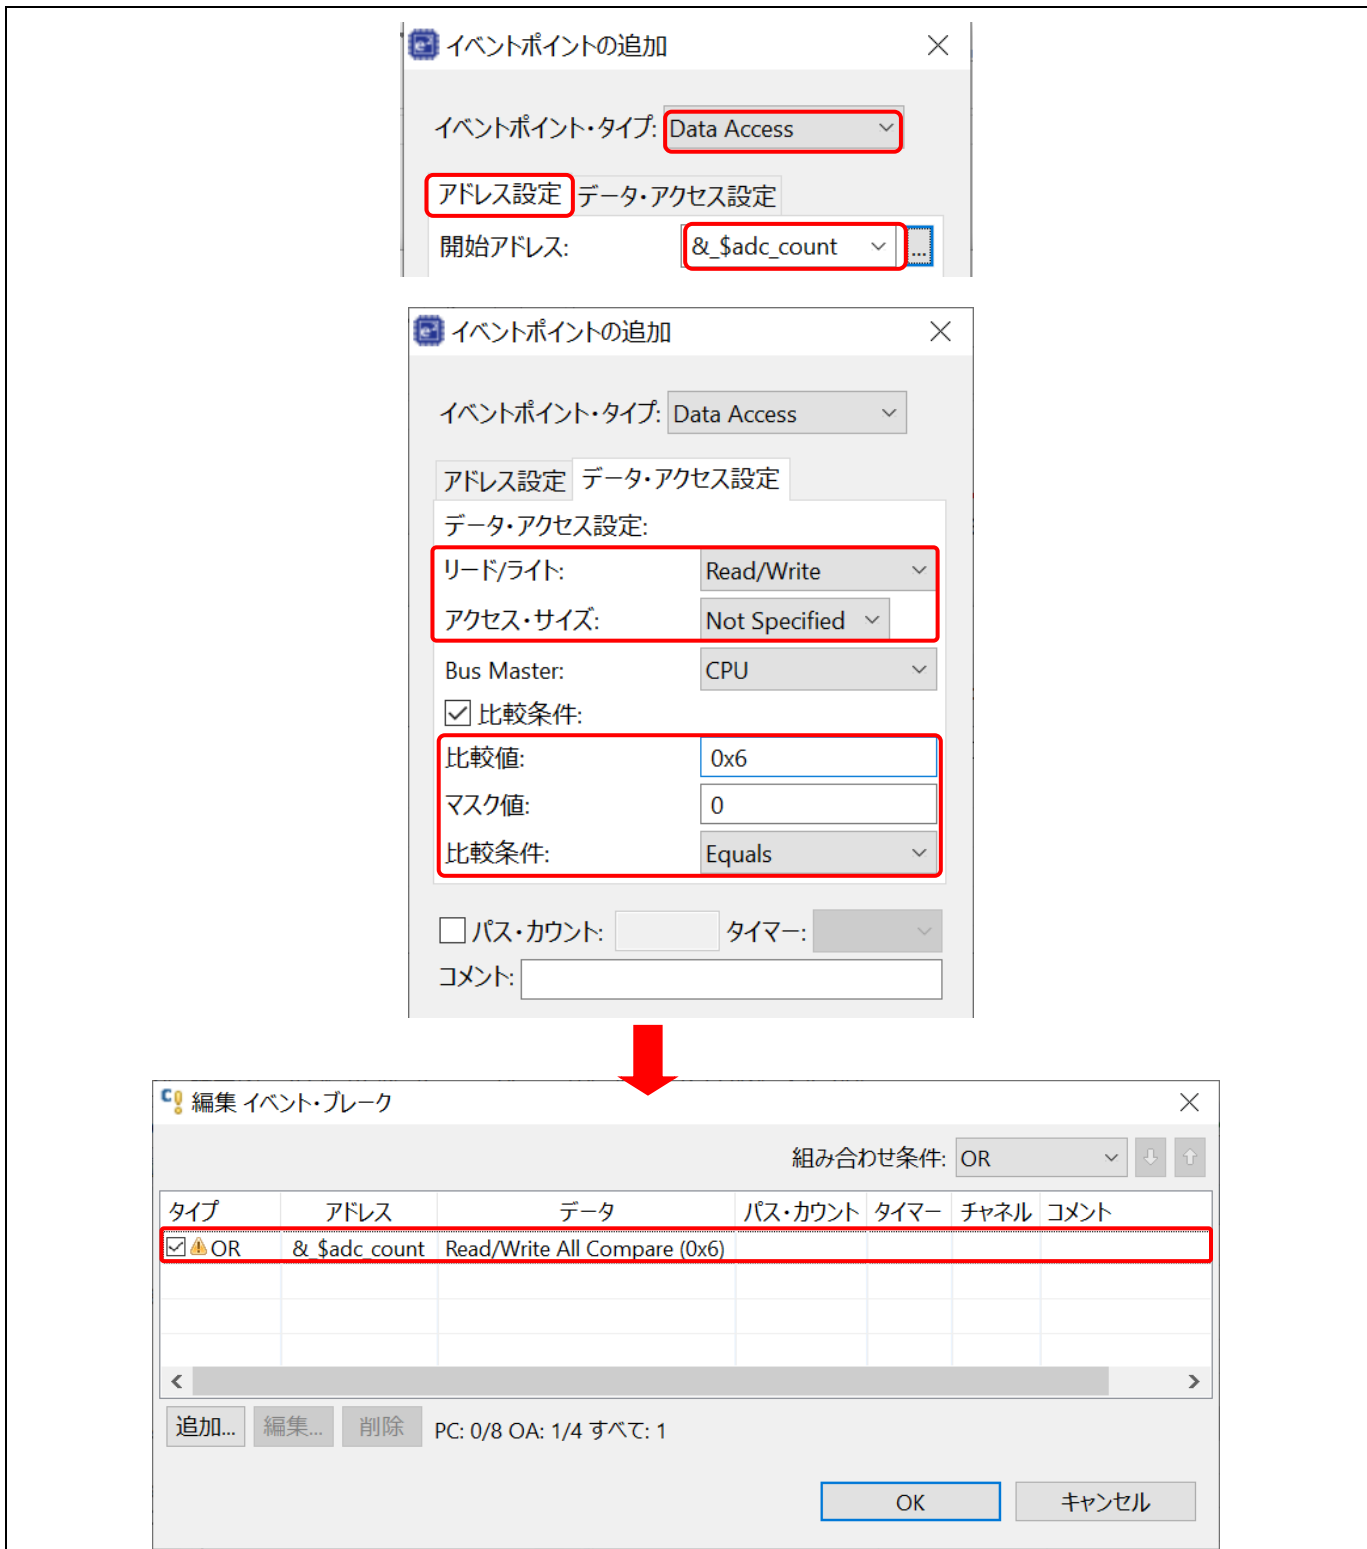 イベントポイントの追加
イベントポイント・タイプ: Data Access
アドレス設定 データ・アクセス設定
開始アドレス: &_$adc_count ...
イベントポイントの追加
イベントポイント・タイプ: Data Access
アドレス設定 データ・アクセス設定
データ・アクセス設定:
リード/ライト: Read/Write
アクセス・サイズ: Not Specified
Bus Master: CPU
比較条件:
比較値: 0x6
マスク値: 0
比較条件: Equals
パス・カウント: タイマー:
コメント:
編集 イベント・ブレーク
組み合わせ条件: OR
タイプ アドレス データ パス・カウント タイマー チャネル コメント
OR &_$adc_count Read/Write All Compare (0x6)
追加... 編集... 削除 PC: 0/8 OA: 1/4 すべて: 1
OK キャンセル